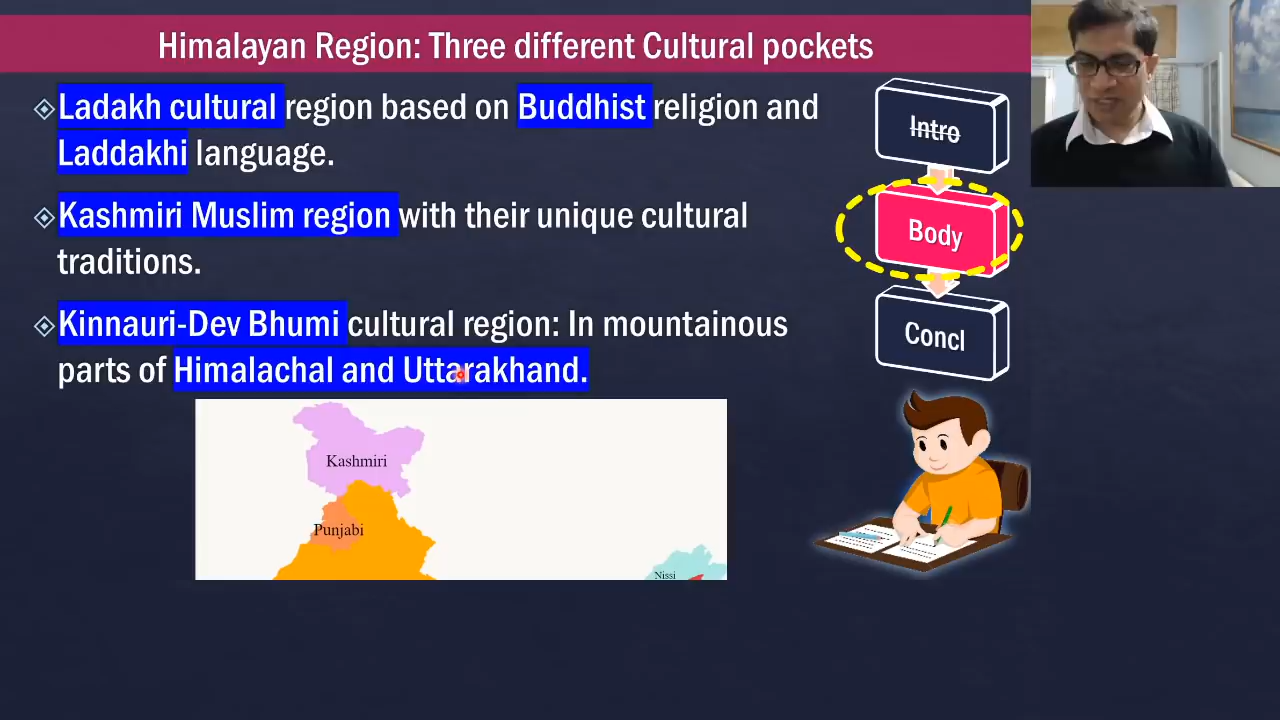 Himalayan Region: Three different Cultural pockets
Ladakh cultural region based on Buddhist religion and
Laddakhi language.
Kashmiri Muslim region with their unique cultural
traditions.
Kinnauri-Dev Bhumi cultural region: In mountainous
parts of Himalachal and Uttarakhand.
Intro
Body
Concl
Kashmiri
Punjabi
Nissi